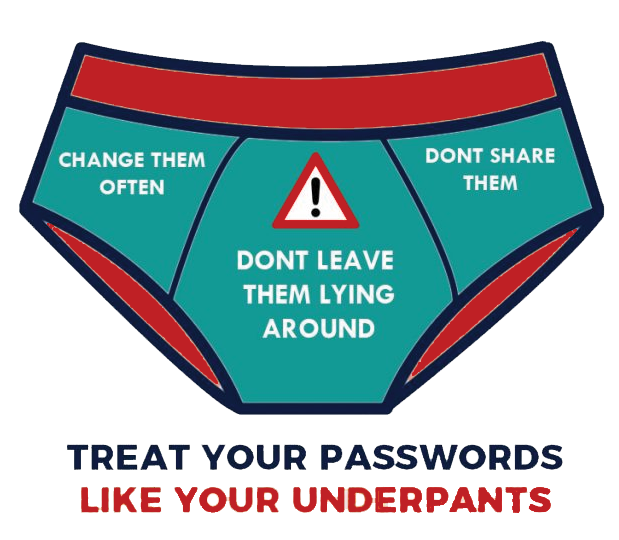 CHANGE THEM
OFTEN
DONT LEAVE
THEM LYING
AROUND
DONT SHARE
THEM
TREAT YOUR PASSWORDS
LIKE YOUR UNDERPANTS